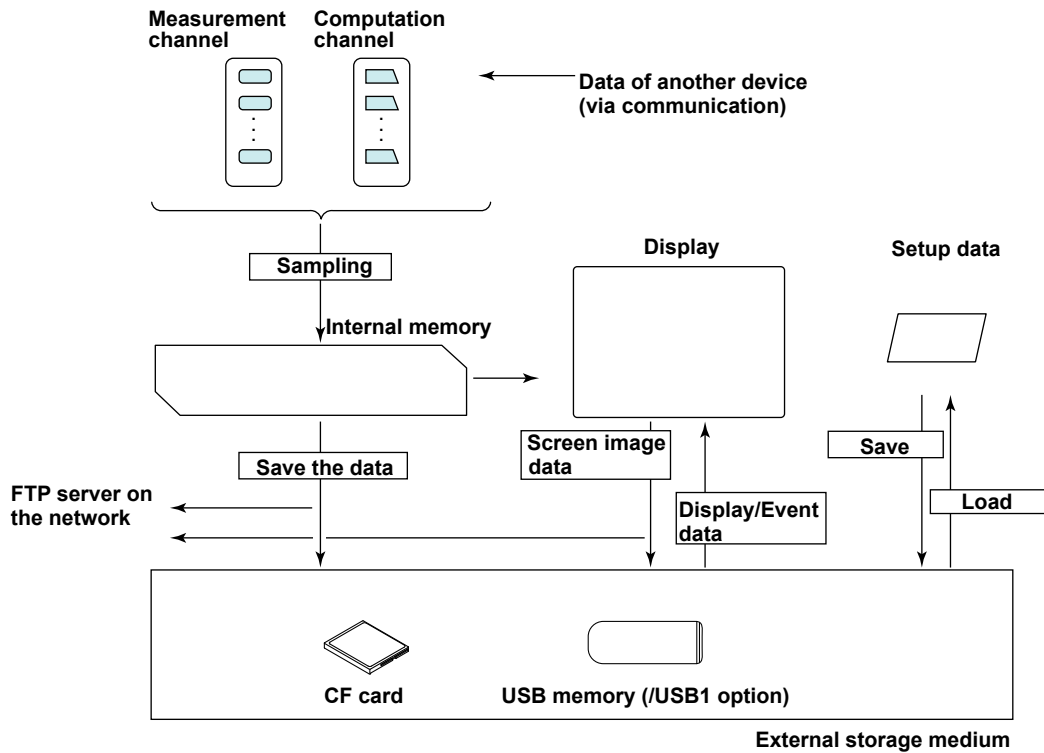 Measurement
channel
Computation
channel
Data of another device
(via communication)
Sampling
Display
Setup data
Internal memory
Save the data
Screen image
data
Save
FTP server on
the network
Display/Event
data
Load
CF card
USB memory (/USB1 option)
External storage medium